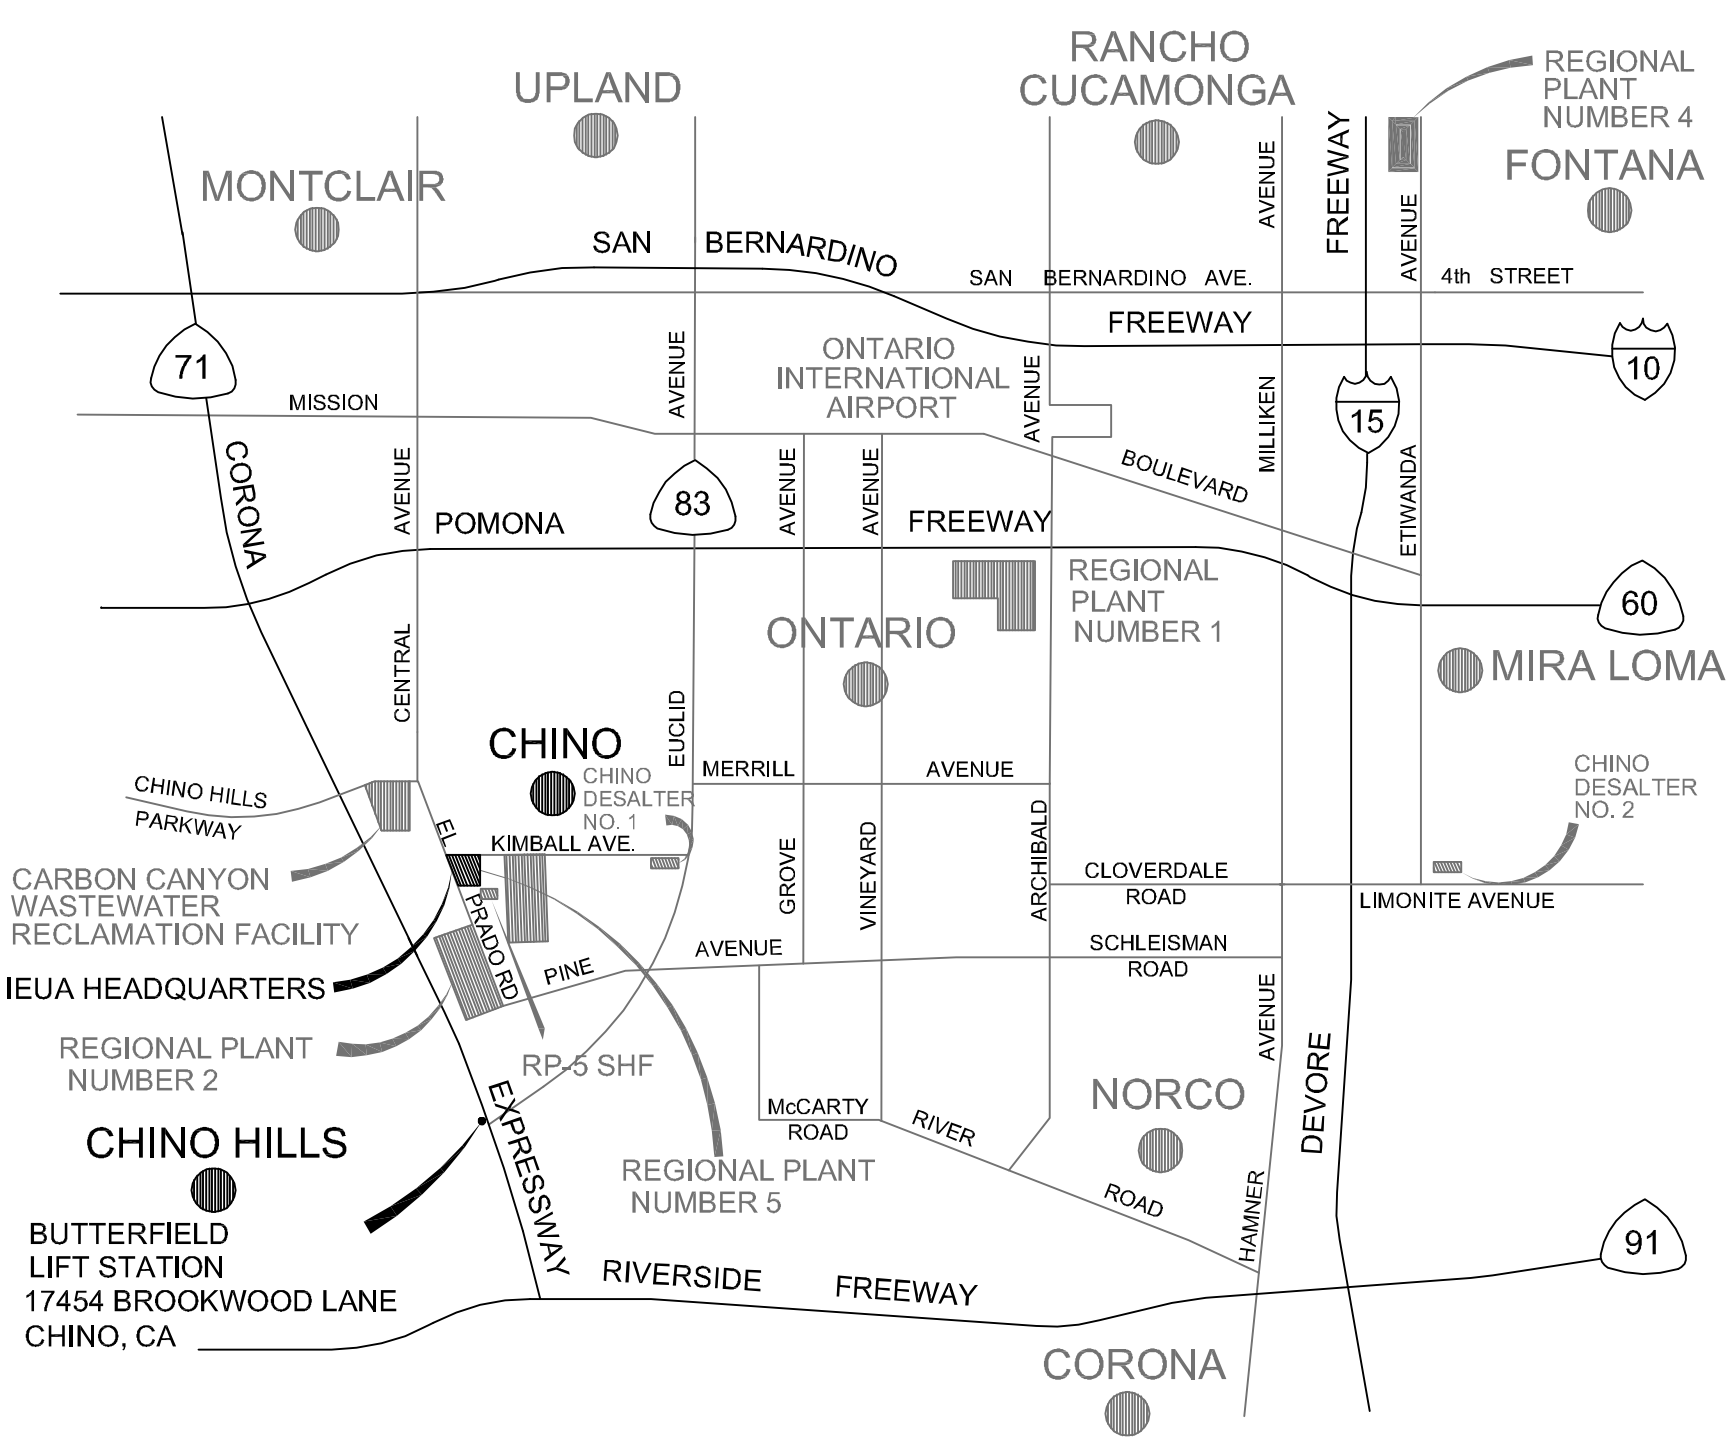 RANCHO
CUCAMONGA
UPLAND
MONTCLAIR
REGIONAL
PLANT
NUMBER 4
FONTANA
AVENUE
FREEWAY
AVENUE
SAN BERNARDINO
SAN BERNARDINO AVE.
4th STREET
FREEWAY
71
10
15
ONTARIO
INTERNATIONAL
AIRPORT
AVENUE
AVENUE
MILLIKEN
MISSION
BOULEVARD
CORONA
AVENUE
83
AVENUE
AVENUE
ETIWANDA
POMONA
FREEWAY
REGIONAL
PLANT
NUMBER 1
60
ONTARIO
MIRA LOMA
CENTRAL
EUCLID
CHINO
CHINO
DESALTER
NO. 1
MERRILL AVENUE
CHINO
DESALTER
NO. 2
CHINO HILLS
PARKWAY
EL
PRADO RD
KIMBALL AVE.
GROVE
VINEYARD
ARCHIBALD
CLOVERDALE
ROAD
LIMONITE AVENUE
CARBON CANYON
WASTEWATER
RECLAMATION FACILITY
IEUA HEADQUARTERS
PINE
AVENUE
SCHLEISMAN
ROAD
AVENUE
REGIONAL PLANT
NUMBER 2
RP-5 SHF
EXPRESSWAY
DEVORE
NORCO
McCARTY
ROAD
RIVER
ROAD
HAMNER
CHINO HILLS
REGIONAL PLANT
NUMBER 5
BUTTERFIELD
LIFT STATION
17454 BROOKWOOD LANE
CHINO, CA
RIVERSIDE FREEWAY
91
CORONA